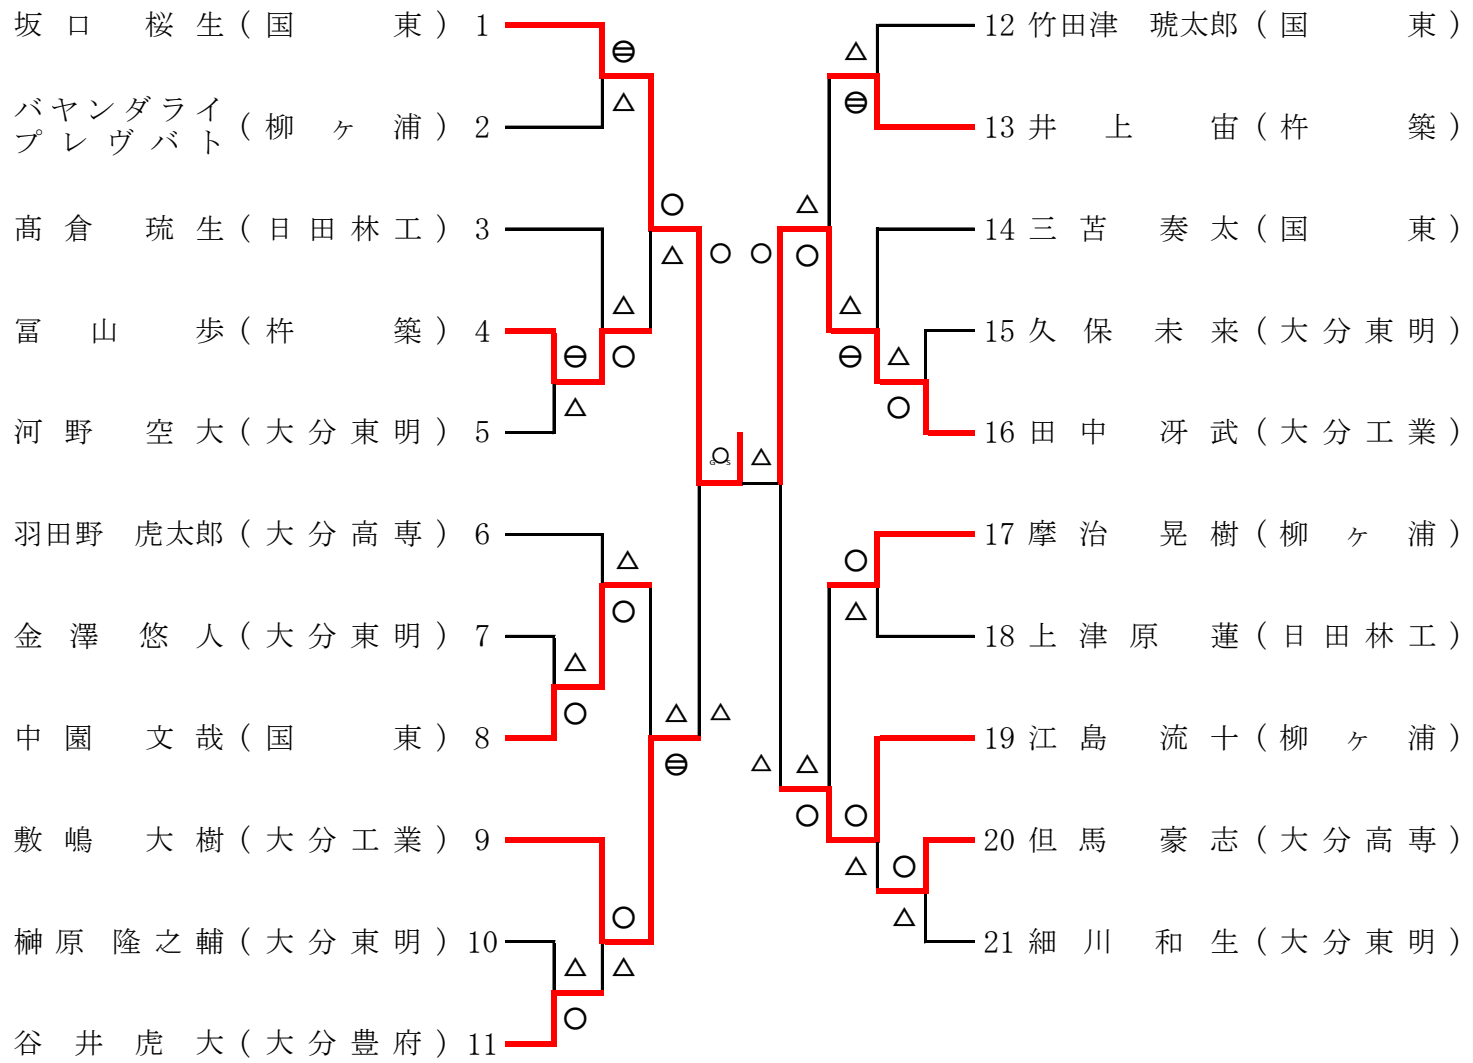 坂口 桜生(国 東) 1
バヤンダライ
プレヴバト
(柳ヶ浦) 2
髙倉 琉生(日田林工) 3
冨山 歩(杵 築) 4
河野 空大(大分東明) 5
羽田野 虎太郎(大分高専) 6
金澤 悠人(大分東明) 7
中園 文哉(国 東) 8
敷嶋 大樹(大分工業) 9
榊原 隆之輔(大分東明) 10
谷井 虎大(大分豊府) 11
G S
12 竹田津 琥太郎(国 東)
13 井上 宙(杵 築)
14 三苫 奏太(国 東)
15 久保 未来(大分東明)
16 田中 冴武(大分工業)
17 摩治 晃樹(柳ヶ浦)
18 上津原 蓮(日田林工)
19 江島 流十(柳ヶ浦)
20 但馬 豪志(大分高専)
21 細川 和生(大分東明)